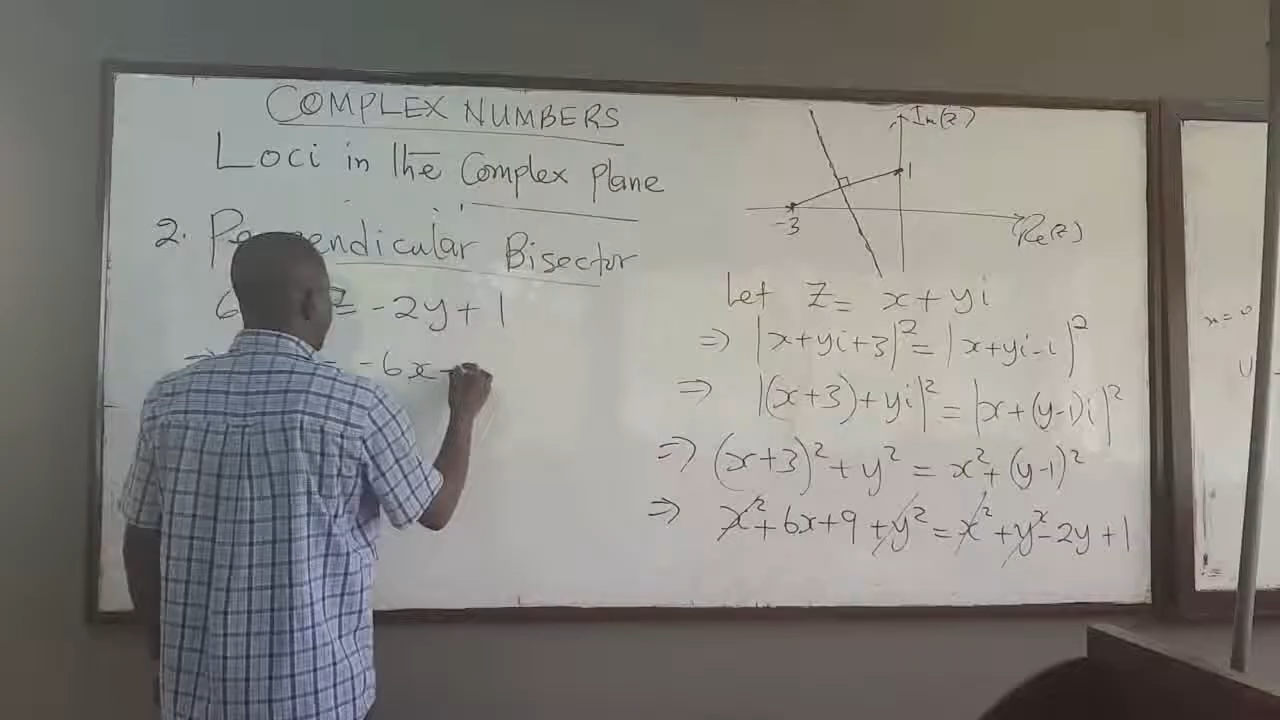 COMPLEX NUMBERS
Loci in the Complex Plane
2. Perpendicular Bisector
= -2y + 1
-6x -
Im(z)
1
-3
Re(z)
Let Z = x + yi
⇒ |x+yi+3|² = |x+yi-i|²
⇒ |(x+3)+yi|² = |x+(y-1)i|²
⇒ (x+3)² + y² = x² + (y-1)²
⇒ x² + 6x + 9 + y² = x² + y² - 2y + 1